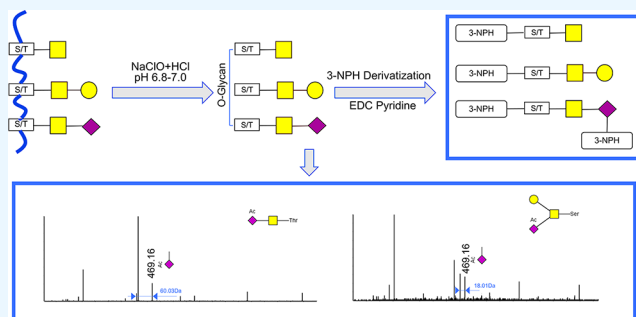 S/T
S/T
S/T
NaClO+HCl
pH 6.8-7.0
O-Glycan
S/T
S/T
S/T
3-NPH Derivatization
EDC Pyridine
3-NPH
S/T
3-NPH
S/T
3-NPH
S/T
3-NPH
Ac
Thr
469.16
Ac
60.03Da
Ac
Ser
469.16
Ac
18.01Da